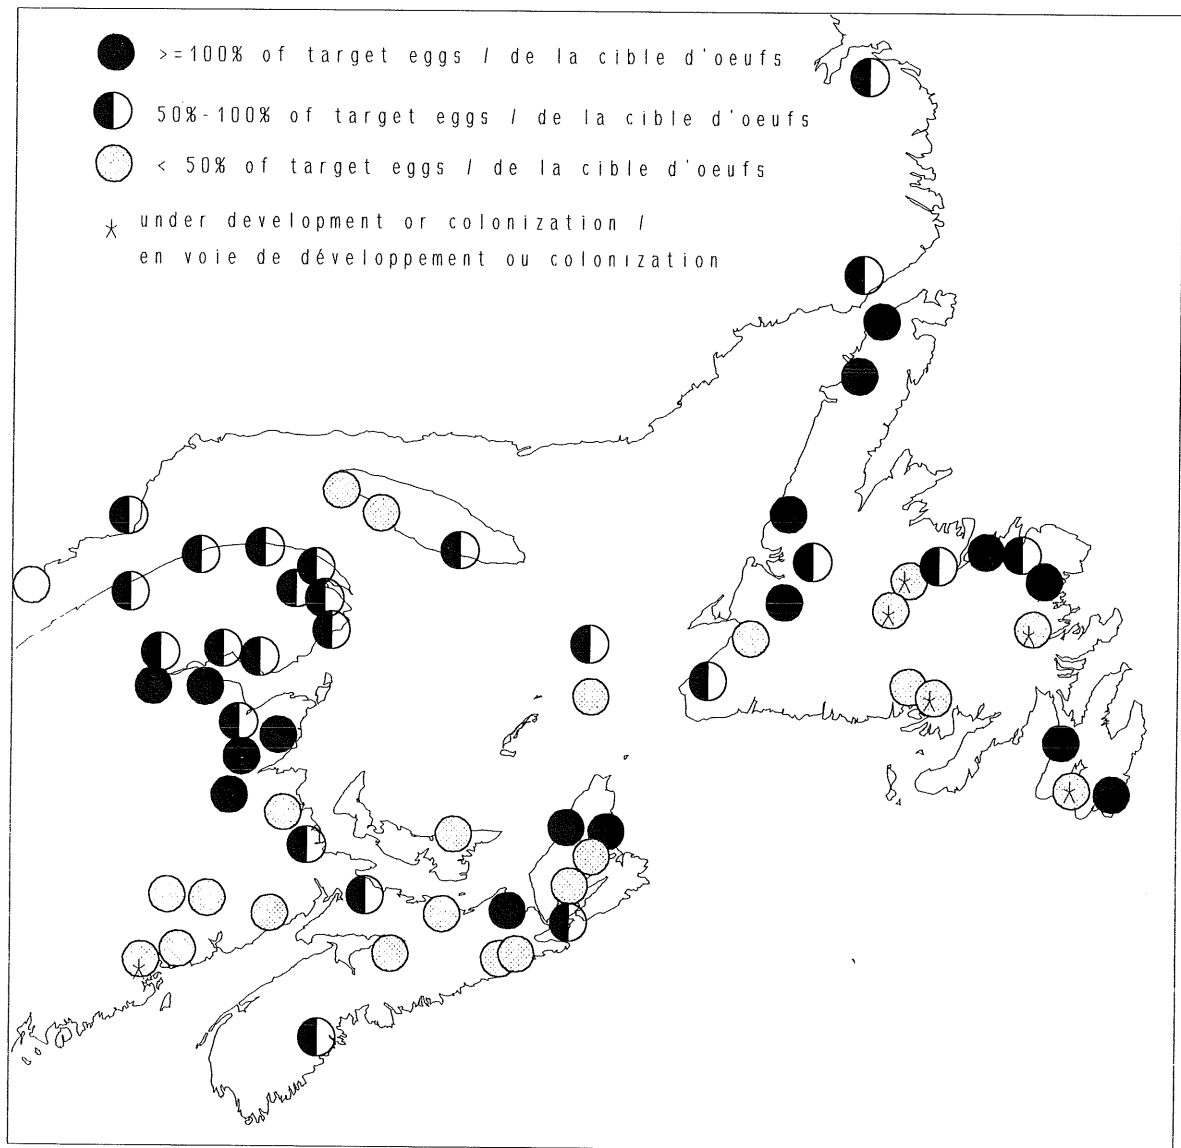 >=100% of target eggs / de la cible d'oeufs
50%-100% of target eggs / de la cible d'oeufs
< 50% of target eggs / de la cible d'oeufs
under development or colonization /
en voie de développement ou colonization